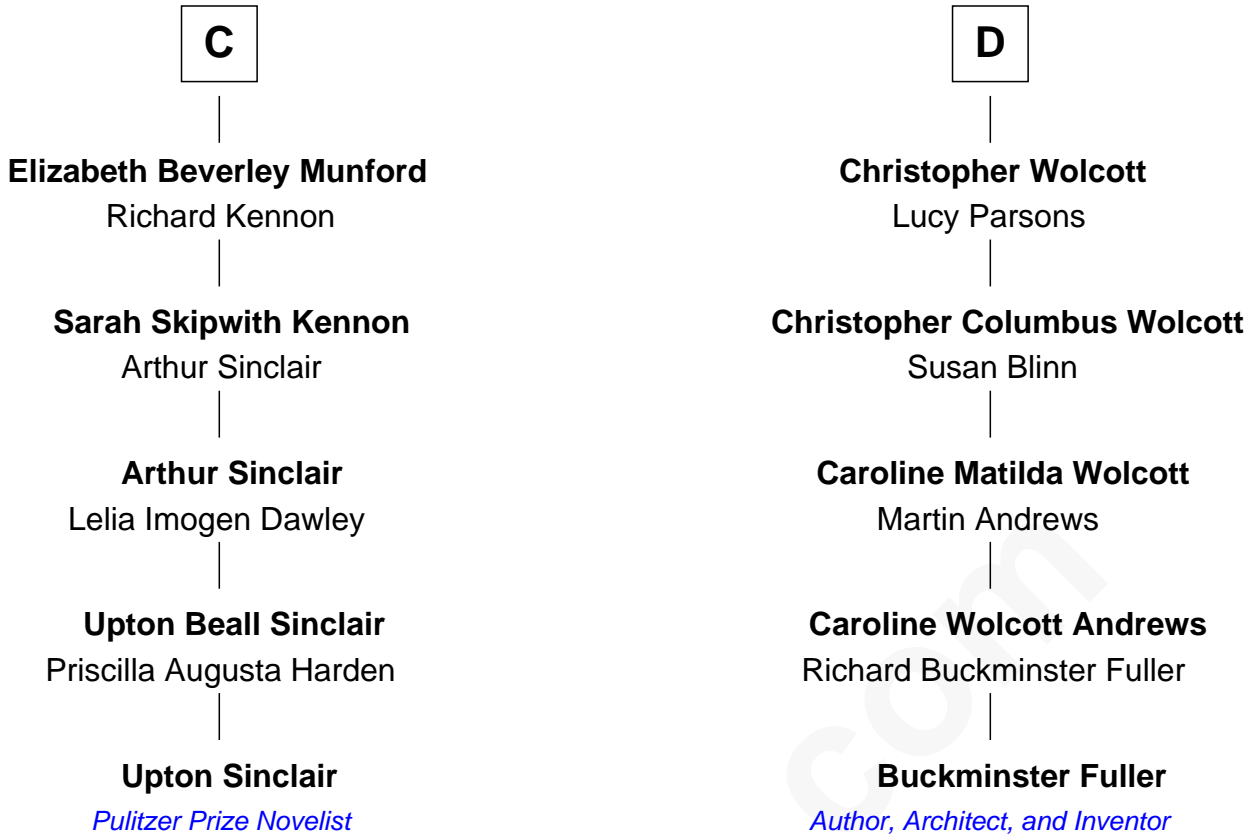 C
Elizabeth Beverley Munford
Richard Kennon
Sarah Skipwith Kennon
Arthur Sinclair
Arthur Sinclair
Lelia Imogen Dawley
Upton Beall Sinclair
Priscilla Augusta Harden
Upton Sinclair
Pulitzer Prize Novelist
D
Christopher Wolcott
Lucy Parsons
Christopher Columbus Wolcott
Susan Blinn
Caroline Matilda Wolcott
Martin Andrews
Caroline Wolcott Andrews
Richard Buckminster Fuller
Buckminster Fuller
Author, Architect, and Inventor
com